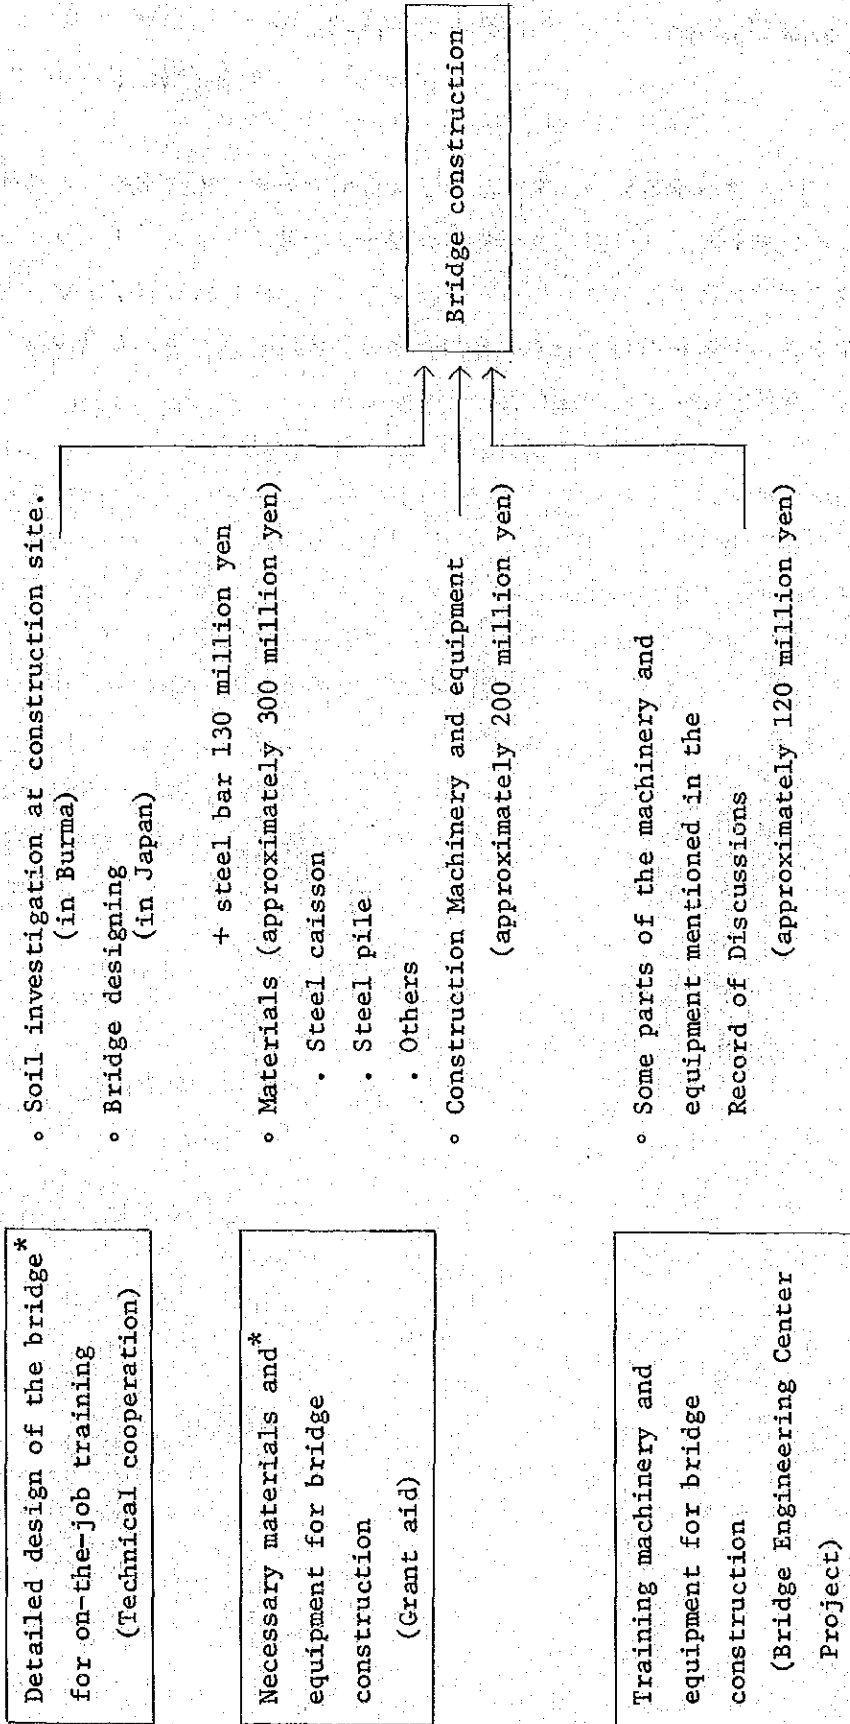 Detailed design of the bridge*
for on-the-job training
(Technical cooperation)
° Soil investigation at construction site.
(in Burma)
° Bridge designing
(in Japan)
Necessary materials and*
equipment for bridge
construction
(Grant aid)
+ steel bar 130 million yen
° Materials (approximately 300 million yen)
• Steel caisson
• Steel pile
• Others
° Construction Machinery and equipment
(approximately 200 million yen)
Training machinery and
equipment for bridge
construction
(Bridge Engineering Center
Project)
° Some parts of the machinery and
equipment mentioned in the
Record of Discussions
(approximately 120 million yen)
Bridge construction